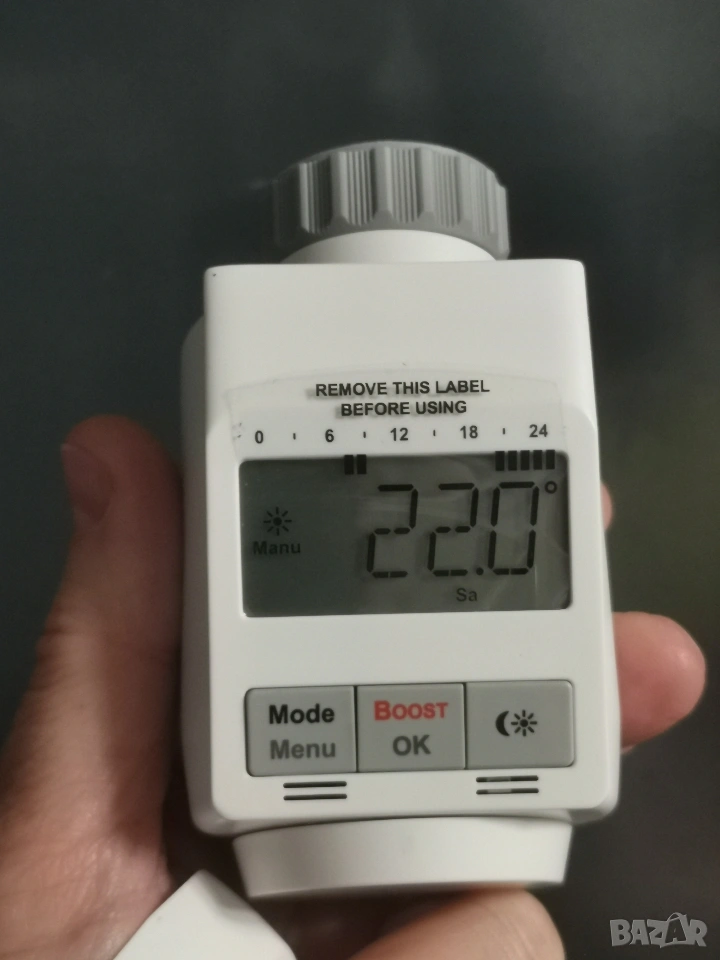 REMOVE THIS LABEL
BEFORE USING
0 6 12 18 24
22.0°
Manu
Sa
Mode
Menu
BOOST
OK
BAZAR